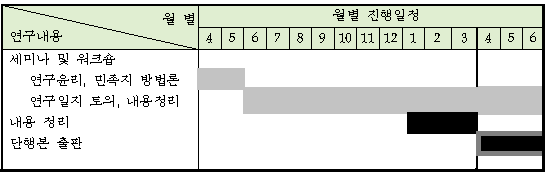 월 별
월별 진행일정
연구내용
4 5 6 7 8 9 10 11 12 1 2 3 4 5 6
세미나 및 워크숍
연구윤리, 민족지 방법론
연구일지 토의, 내용정리
내용 정리
단행본 출판